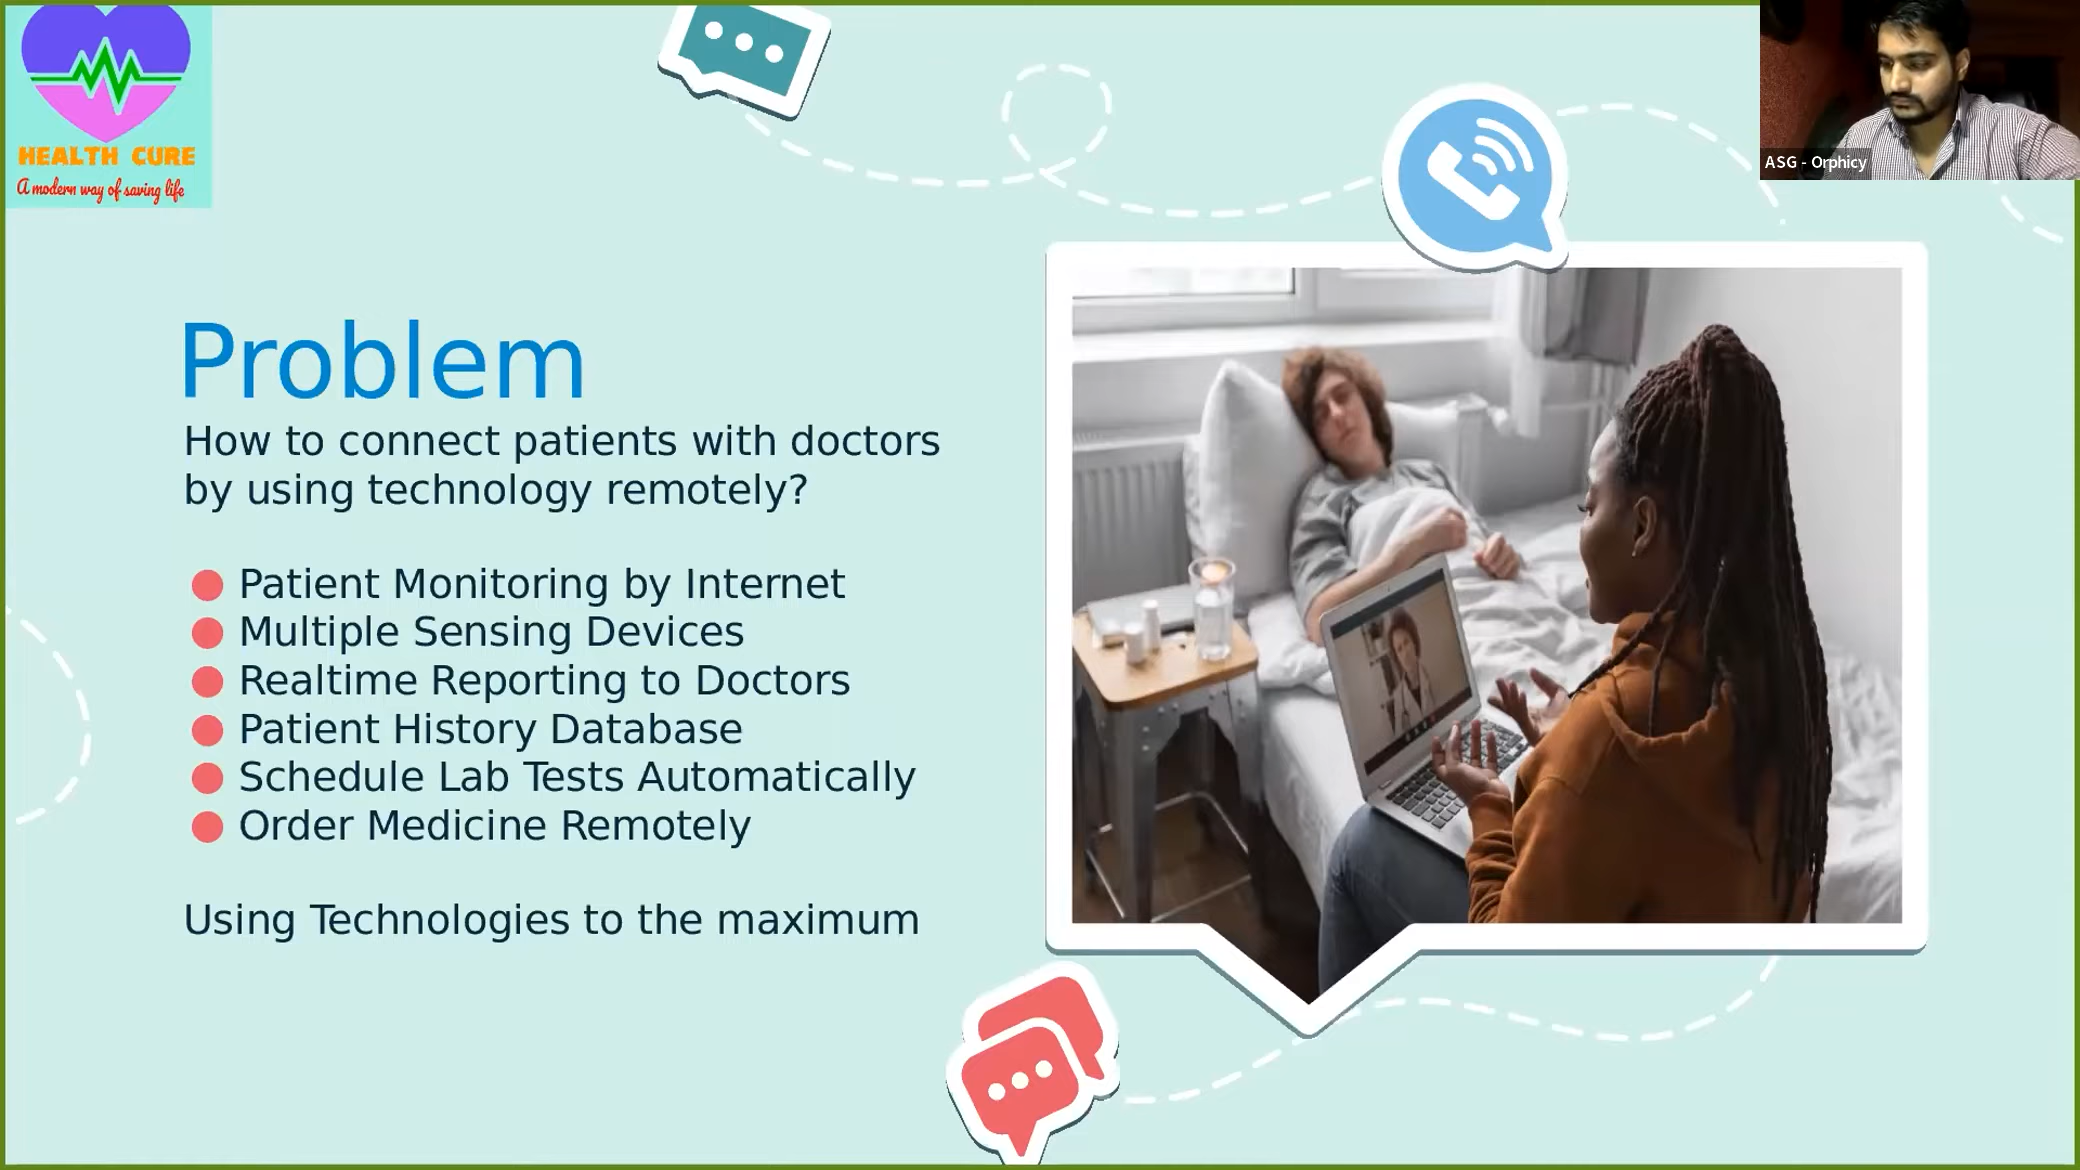 HEALTH CURE
A modern way of saving life
ASG - Orphicy
Problem
How to connect patients with doctors
by using technology remotely?
Patient Monitoring by Internet
Multiple Sensing Devices
Realtime Reporting to Doctors
Patient History Database
Schedule Lab Tests Automatically
Order Medicine Remotely
Using Technologies to the maximum